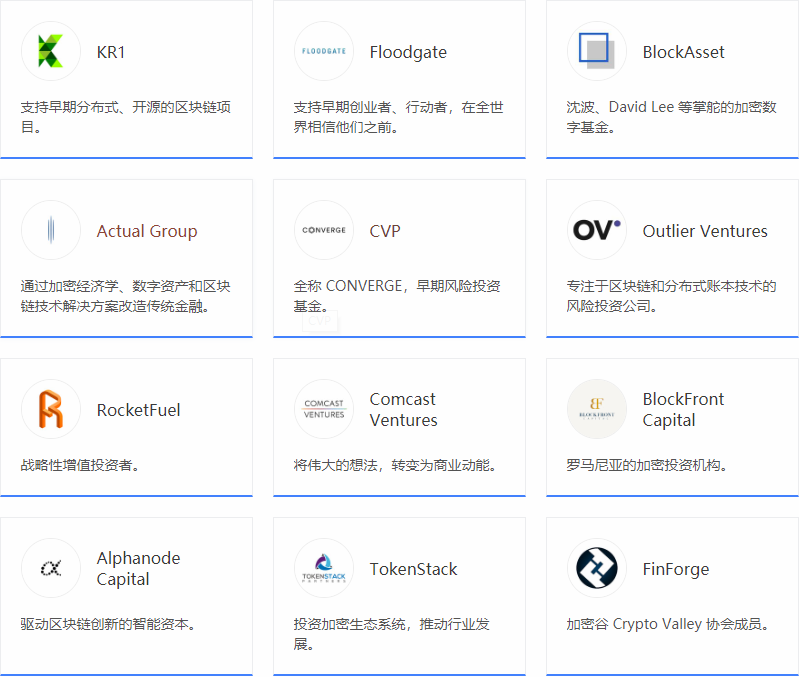 KR1
支持早期分布式、开源的区块链项
目。
FLOODGATE
Floodgate
支持早期创业者、行动者，在全世
界相信他们之前。
BlockAsset
沈波、David Lee 等掌舵的加密数
字基金。
Actual Group
通过加密经济学、数字资产和区块
链技术解决方案改造传统金融。
CONVERGE
CVP
全称 CONVERGE，早期风险投资
基金。
CVP
OV
Outlier Ventures
专注于区块链和分布式账本技术的
风险投资公司。
RocketFuel
战略性增值投资者。
COMCAST
VENTURES
Comcast
Ventures
将伟大的想法，转变为商业动能。
BF
BLOCKFRONT
CAPITAL
BlockFront
Capital
罗马尼亚的加密投资机构。
Alphanode
Capital
驱动区块链创新的智能资本。
TOKENSTACK
PARTNERS
TokenStack
投资加密生态系统，推动行业发
展。
FinForge
加密谷 Crypto Valley 协会成员。